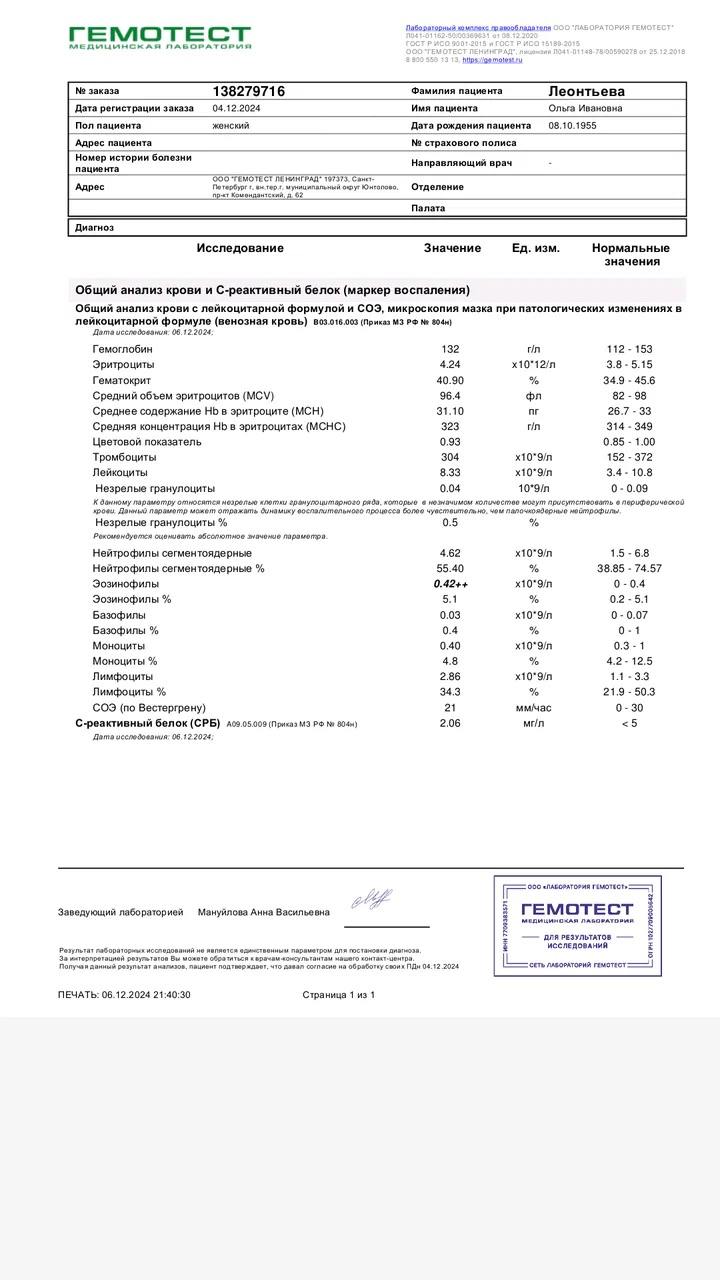 ГЕМОТЕСТ
МЕДИЦИНСКАЯ ЛАБОРАТОРИЯ
Лабораторный комплекс правообладателя ООО "ЛАБОРАТОРИЯ ГЕМОТЕСТ"
Л041-01162-50/00369631 от 08.12.2020
ГОСТ Р ИСО 9001-2015 и ГОСТ Р ИСО 15189-2015
ООО "ГЕМОТЕСТ ЛЕНИНГРАД", лицензия Л041-01148-78/00590278 от 25.12.2018
8 800 550 13 13, https://gemotest.ru
№ заказа 138279716 Фамилия пациента Леонтьева
Дата регистрации заказа 04.12.2024 Имя пациента Ольга Ивановна
Пол пациента женский Дата рождения пациента 08.10.1955
Адрес пациента № страхового полиса
Номер истории болезни пациента Направляющий врач -
Адрес ООО "ГЕМОТЕСТ ЛЕНИНГРАД" 197373, Санкт-
Петербург г, вн.тер.г. муниципальный округ Юнтолово,
пр-кт Комендантский, д. 62 Отделение
Палата
Диагноз
Исследование Значение Ед. изм. Нормальные значения
Общий анализ крови и С-реактивный белок (маркер воспаления)
Общий анализ крови с лейкоцитарной формулой и СОЭ, микроскопия мазка при патологических изменениях в
лейкоцитарной формуле (венозная кровь) B03.016.003 (Приказ МЗ РФ № 804н)
Дата исследования: 06.12.2024;
Гемоглобин 132 г/л 112 - 153
Эритроциты 4.24 x10*12/л 3.8 - 5.15
Гематокрит 40.90 % 34.9 - 45.6
Средний объем эритроцитов (MCV) 96.4 фл 82 - 98
Среднее содержание Hb в эритроците (MCH) 31.10 пг 26.7 - 33
Средняя концентрация Hb в эритроцитах (MCHC) 323 г/л 314 - 349
Цветовой показатель 0.93 0.85 - 1.00
Тромбоциты 304 x10*9/л 152 - 372
Лейкоциты 8.33 x10*9/л 3.4 - 10.8
Незрелые гранулоциты 0.04 10*9/л 0 - 0.09
К данному параметру относятся незрелые клетки гранулоцитарного ряда, которые в незначимом количестве могут присутствовать в периферической
крови. Данный параметр может отражать динамику воспалительного процесса более чувствительно, чем палочкоядерные нейтрофилы.
Незрелые гранулоциты % 0.5 %
Рекомендуется оценивать абсолютное значение параметра.
Нейтрофилы сегментоядерные 4.62 x10*9/л 1.5 - 6.8
Нейтрофилы сегментоядерные % 55.40 % 38.85 - 74.57
Эозинофилы 0.42++ x10*9/л 0 - 0.4
Эозинофилы % 5.1 % 0.2 - 5.1
Базофилы 0.03 x10*9/л 0 - 0.07
Базофилы % 0.4 % 0 - 1
Моноциты 0.40 x10*9/л 0.3 - 1
Моноциты % 4.8 % 4.2 - 12.5
Лимфоциты 2.86 x10*9/л 1.1 - 3.3
Лимфоциты % 34.3 % 21.9 - 50.3
СОЭ (по Вестергрену) 21 мм/час 0 - 30
С-реактивный белок (СРБ) A09.05.009 (Приказ МЗ РФ № 804н) 2.06 мг/л < 5
Дата исследования: 06.12.2024;
Заведующий лабораторией Мануйлова Анна Васильевна
ООО «ЛАБОРАТОРИЯ ГЕМОТЕСТ»
ИНН 7709383571
ГЕМОТЕСТ
МЕДИЦИНСКАЯ ЛАБОРАТОРИЯ
ДЛЯ РЕЗУЛЬТАТОВ
ИССЛЕДОВАНИЙ
СЕТЬ ЛАБОРАТОРИЙ ГЕМОТЕСТ
ОГРН 1027709005642
Результат лабораторных исследований не является единственным параметром для постановки диагноза.
За интерпретацией результатов Вы можете обратиться к врачам-консультантам нашего контакт-центра.
Получая данный результат анализов, пациент подтверждает, что давал согласие на обработку своих ПДн 04.12.2024
ПЕЧАТЬ: 06.12.2024 21:40:30 Страница 1 из 1